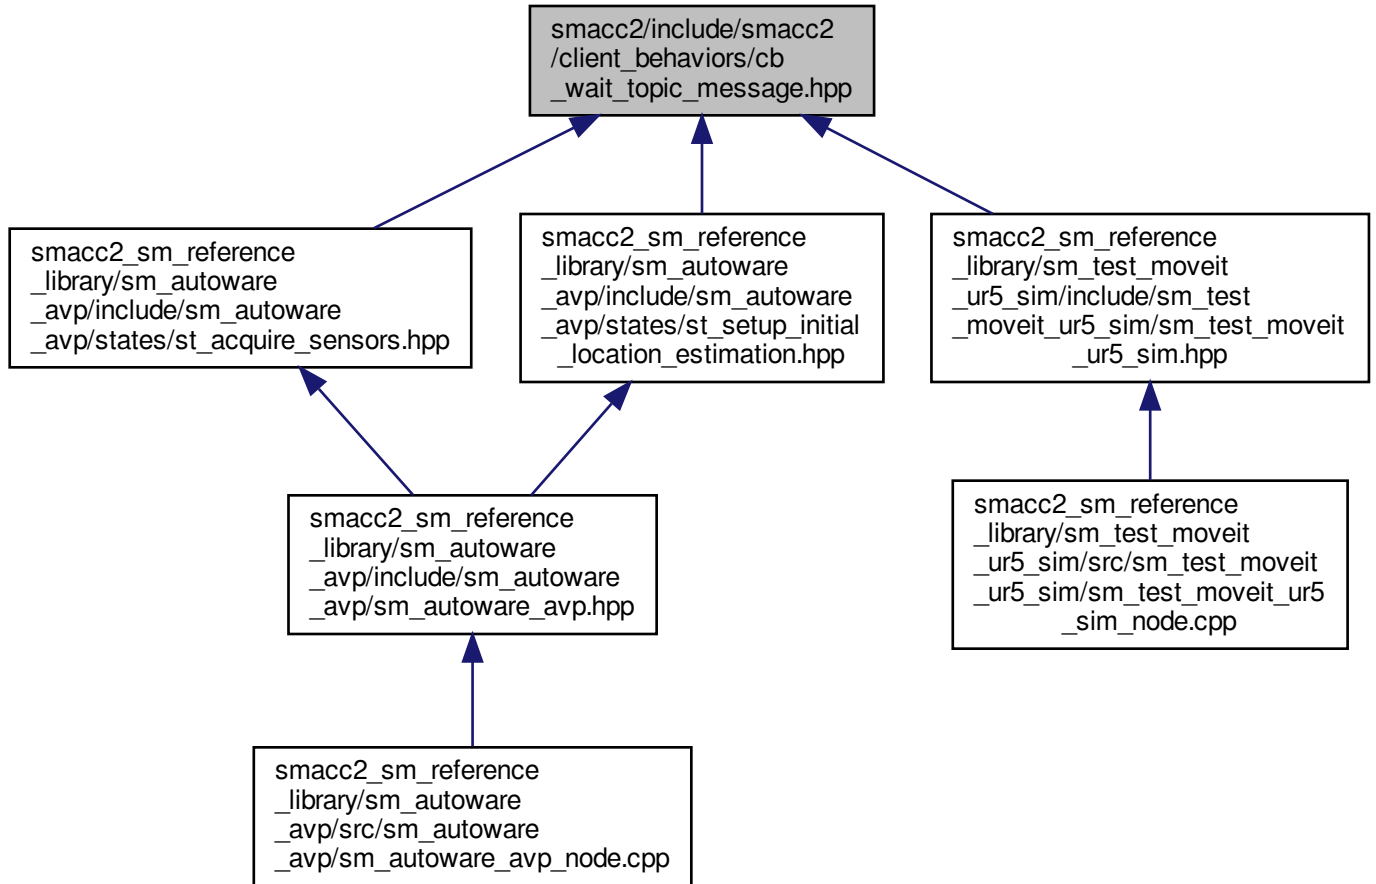 smacc2/include/smacc2
/client_behaviors/cb
_wait_topic_message.hpp
smacc2_sm_reference
_library/sm_autoware
_avp/include/sm_autoware
_avp/states/st_acquire_sensors.hpp
smacc2_sm_reference
_library/sm_autoware
_avp/include/sm_autoware
_avp/states/st_setup_initial
_location_estimation.hpp
smacc2_sm_reference
_library/sm_test_moveit
_ur5_sim/include/sm_test
_moveit_ur5_sim/sm_test_moveit
_ur5_sim.hpp
smacc2_sm_reference
_library/sm_autoware
_avp/include/sm_autoware
_avp/sm_autoware_avp.hpp
smacc2_sm_reference
_library/sm_test_moveit
_ur5_sim/src/sm_test_moveit
_ur5_sim/sm_test_moveit_ur5
_sim_node.cpp
smacc2_sm_reference
_library/sm_autoware
_avp/src/sm_autoware
_avp/sm_autoware_avp_node.cpp